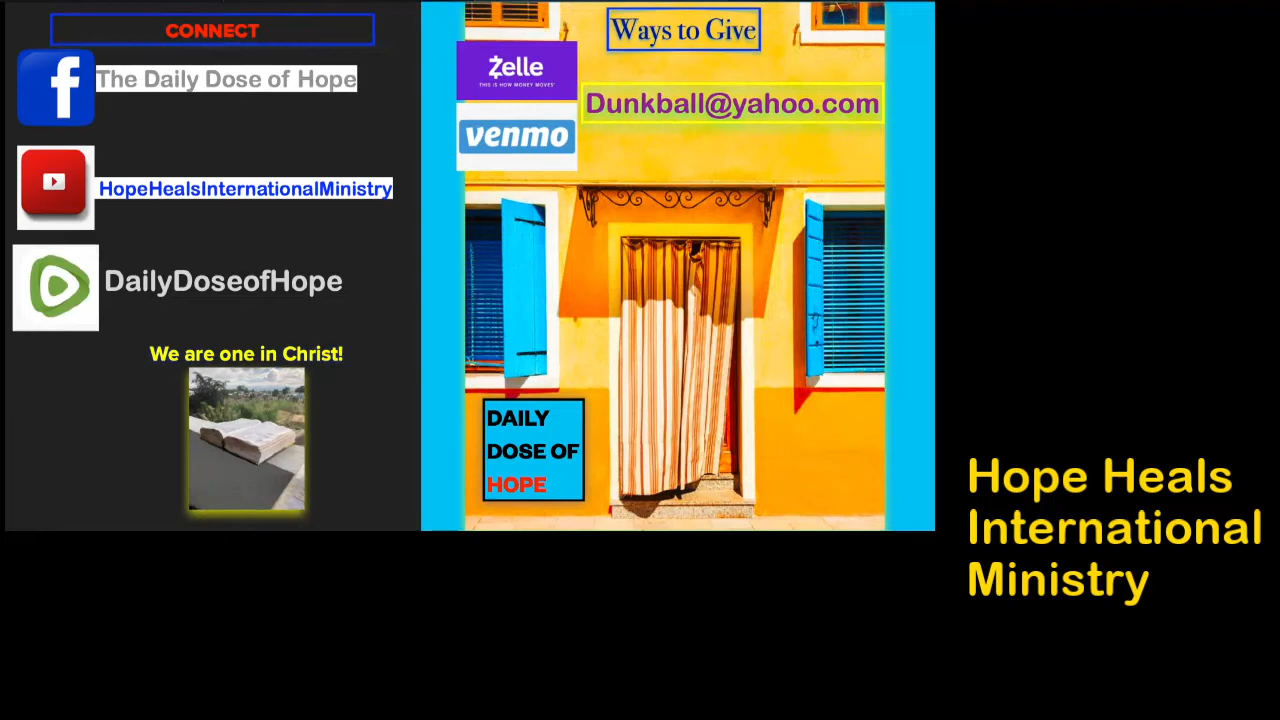 CONNECT
The Daily Dose of Hope
HopeHealsInternationalMinistry
DailyDoseofHope
We are one in Christ!
Ways to Give
Zelle
THIS IS HOW MONEY MOVES®
venmo
Dunkball@yahoo.com
DAILY
DOSE OF
HOPE
Hope Heals
International
Ministry